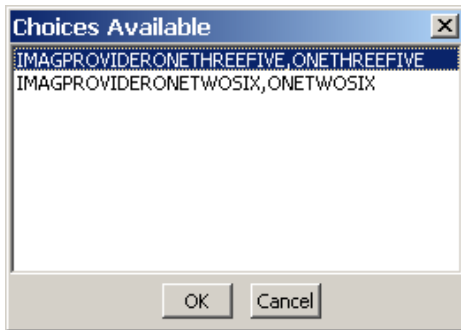 Choices Available
IMAGPROVIDERONETHREEFIVE,ONETHREEFIVE
IMAGPROVIDERONETWOSIX,ONETWOSIX
OK Cancel